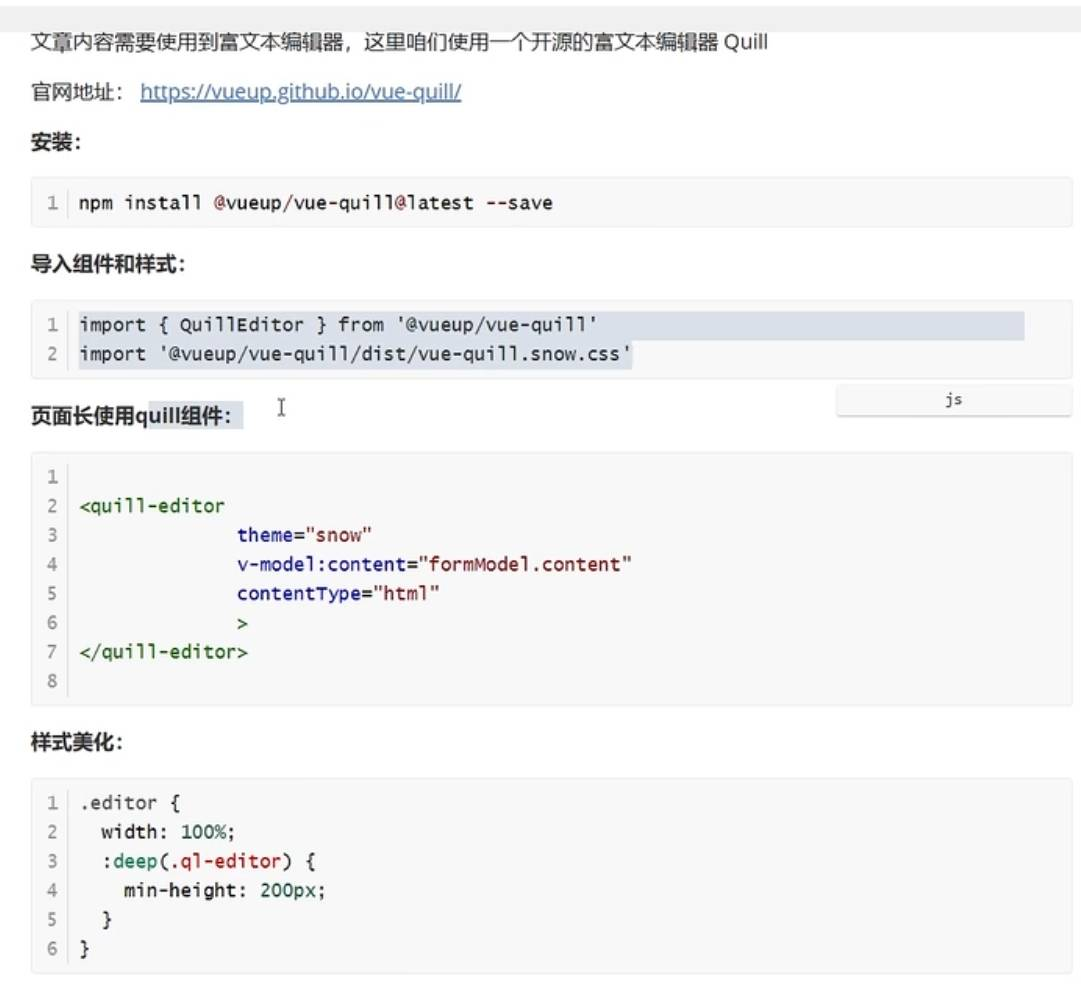 文章内容需要使用到富文本编辑器，这里咱们使用一个开源的富文本编辑器 Quill
官网地址： https://vueup.github.io/vue-quill/
安装：
1 npm install @vueup/vue-quill@latest --save
导入组件和样式：
1 import { QuillEditor } from '@vueup/vue-quill'
2 import '@vueup/vue-quill/dist/vue-quill.snow.css'
js
页面长使用quill组件：
1
2 <quill-editor
3 theme="snow"
4 v-model:content="formModel.content"
5 contentType="html"
6 >
7 </quill-editor>
8
样式美化：
1 .editor {
2 width: 100%;
3 :deep(.ql-editor) {
4 min-height: 200px;
5 }
6 }